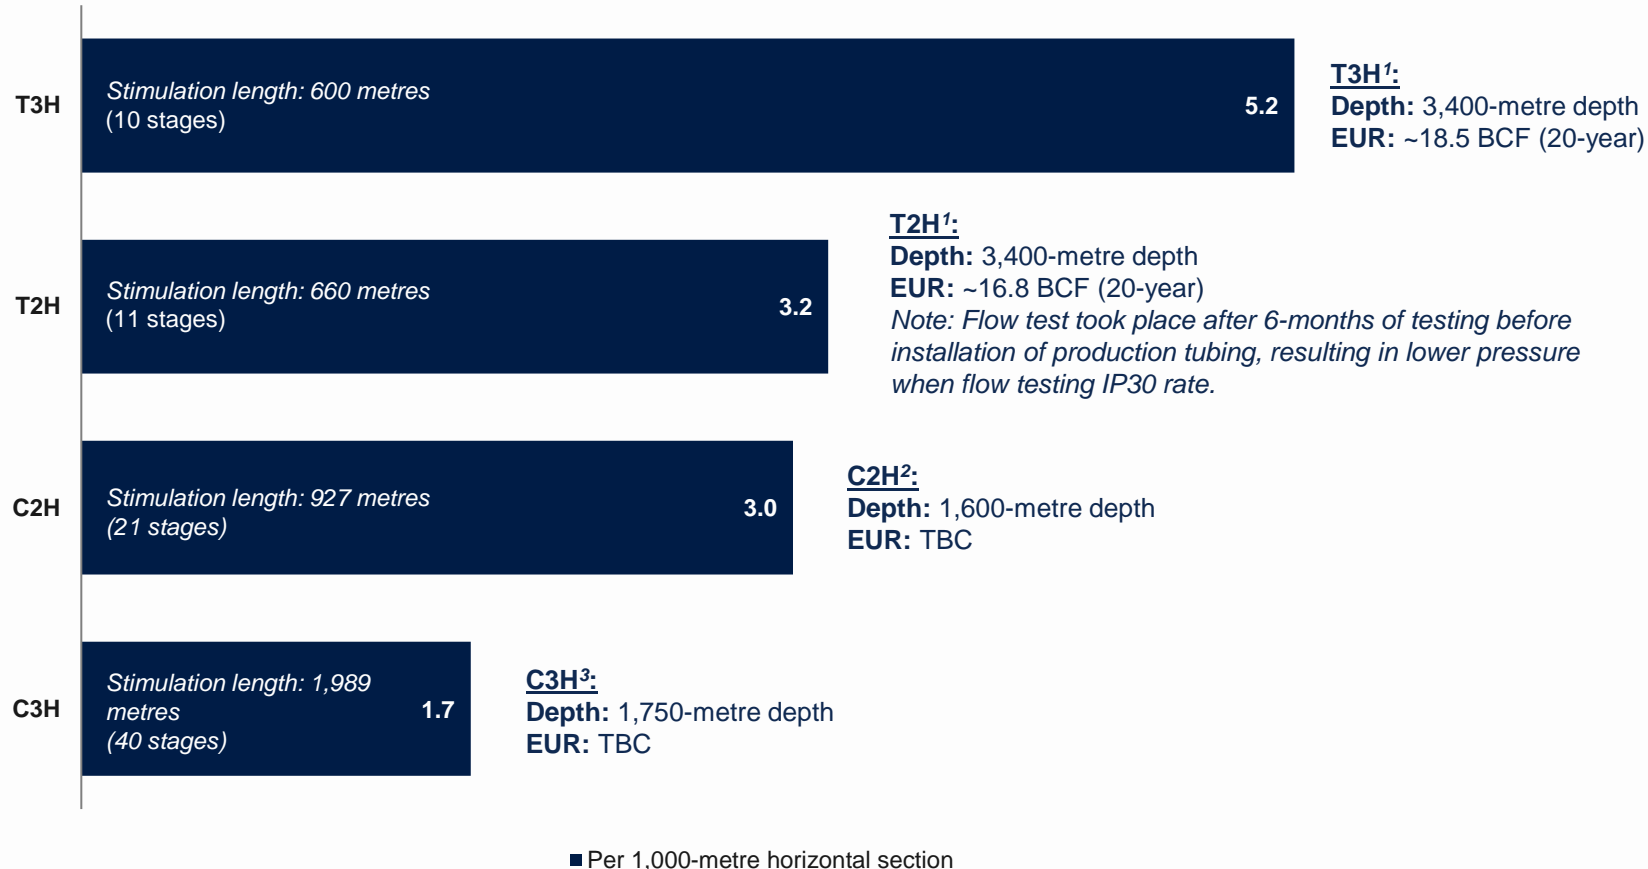 T3H
Stimulation length: 600 metres
(10 stages)
5.2
T3H¹:
Depth: 3,400-metre depth
EUR: ~18.5 BCF (20-year)
T2H
Stimulation length: 660 metres
(11 stages)
3.2
T2H¹:
Depth: 3,400-metre depth
EUR: ~16.8 BCF (20-year)
Note: Flow test took place after 6-months of testing before
installation of production tubing, resulting in lower pressure
when flow testing IP30 rate.
C2H
Stimulation length: 927 metres
(21 stages)
3.0
C2H²:
Depth: 1,600-metre depth
EUR: TBC
C3H
Stimulation length: 1,989
metres
(40 stages)
1.7
C3H³:
Depth: 1,750-metre depth
EUR: TBC
Per 1,000-metre horizontal section